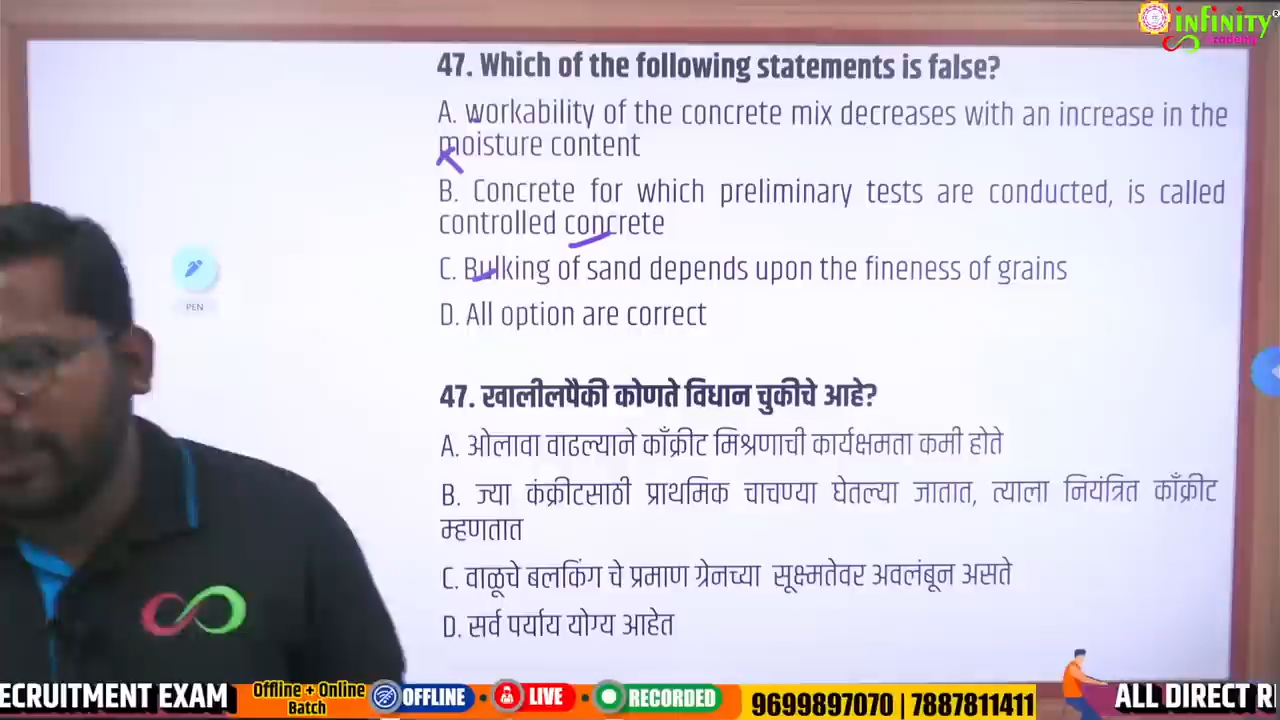 infinity
47. Which of the following statements is false?
A. workability of the concrete mix decreases with an increase in the
moisture content
B. Concrete for which preliminary tests are conducted, is called
controlled concrete
C. Bulking of sand depends upon the fineness of grains
D. All option are correct
PEN
47. खालीलपैकी कोणते विधान चुकीचे आहे?
A. ओलावा वाढल्याने काँक्रीट मिश्रणाची कार्यक्षमता कमी होते
B. ज्या कंक्रीटसाठी प्राथमिक चाचण्या घेतल्या जातात, त्याला नियंत्रित काँक्रीट
म्हणतात
C. वाळूचे बलकिंग चे प्रमाण ग्रेनच्या सूक्ष्मतेवर अवलंबून असते
D. सर्व पर्याय योग्य आहेत
ECRUITMENT EXAM
Offline + Online
Batch
OFFLINE
LIVE
RECORDED
9699897070 | 7887811411
ALL DIRECT R